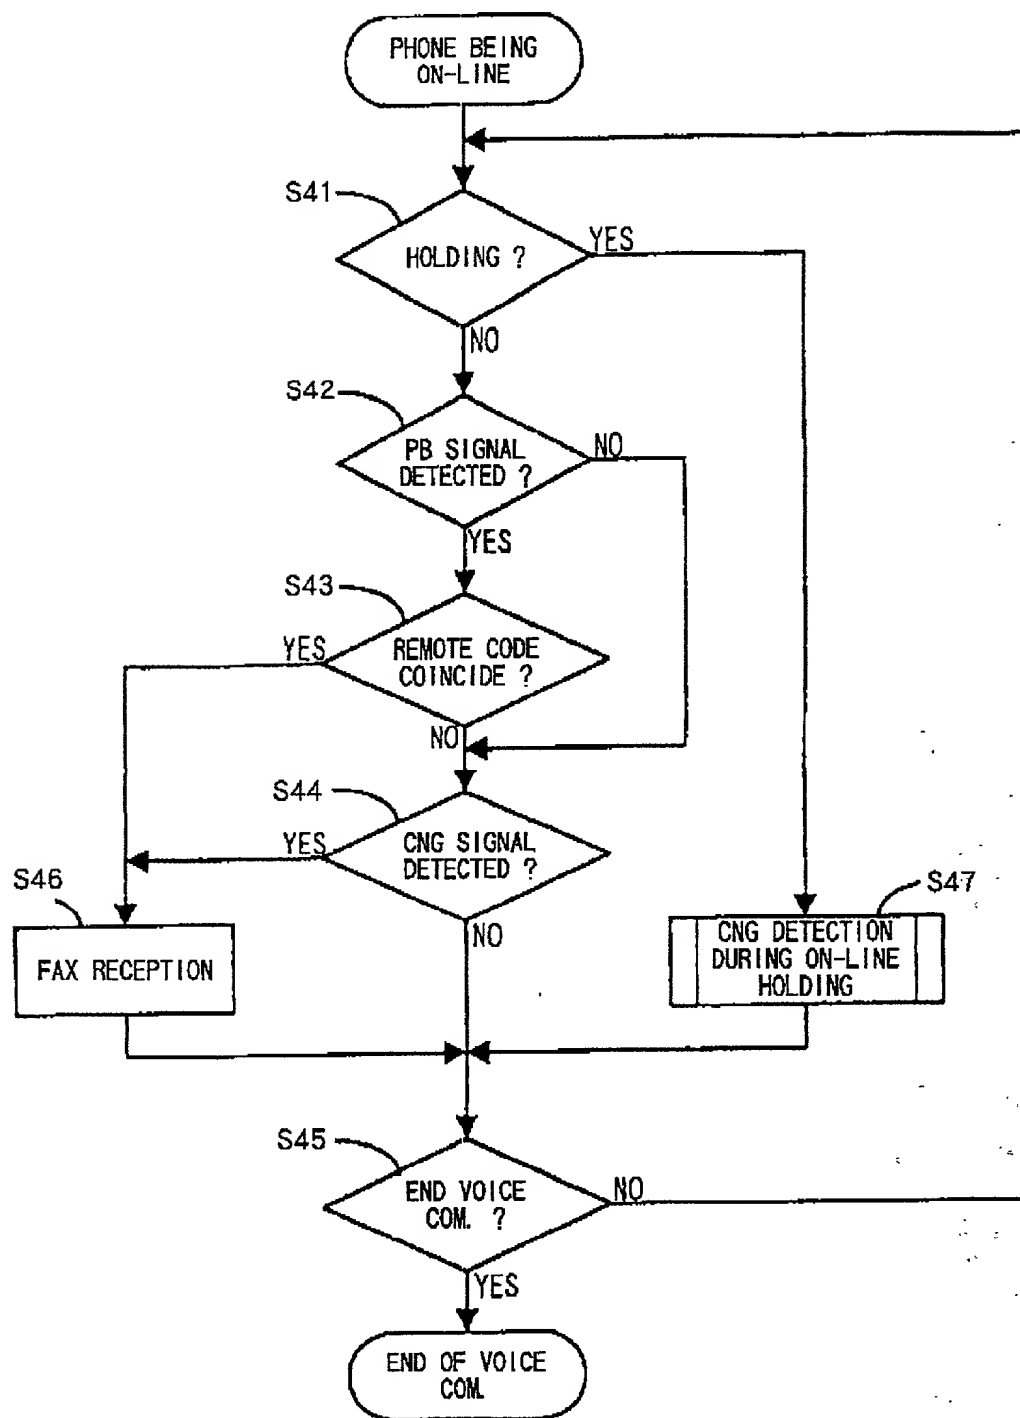 PHONE BEING
ON-LINE
S41
HOLDING ?
YES
NO
S42
PB SIGNAL
DETECTED ?
NO
YES
S43
REMOTE CODE
COINCIDE ?
YES
NO
S44
CNG SIGNAL
DETECTED ?
YES
NO
S46
FAX RECEPTION
S47
CNG DETECTION
DURING ON-LINE
HOLDING
S45
END VOICE
COM. ?
NO
YES
END OF VOICE
COM.